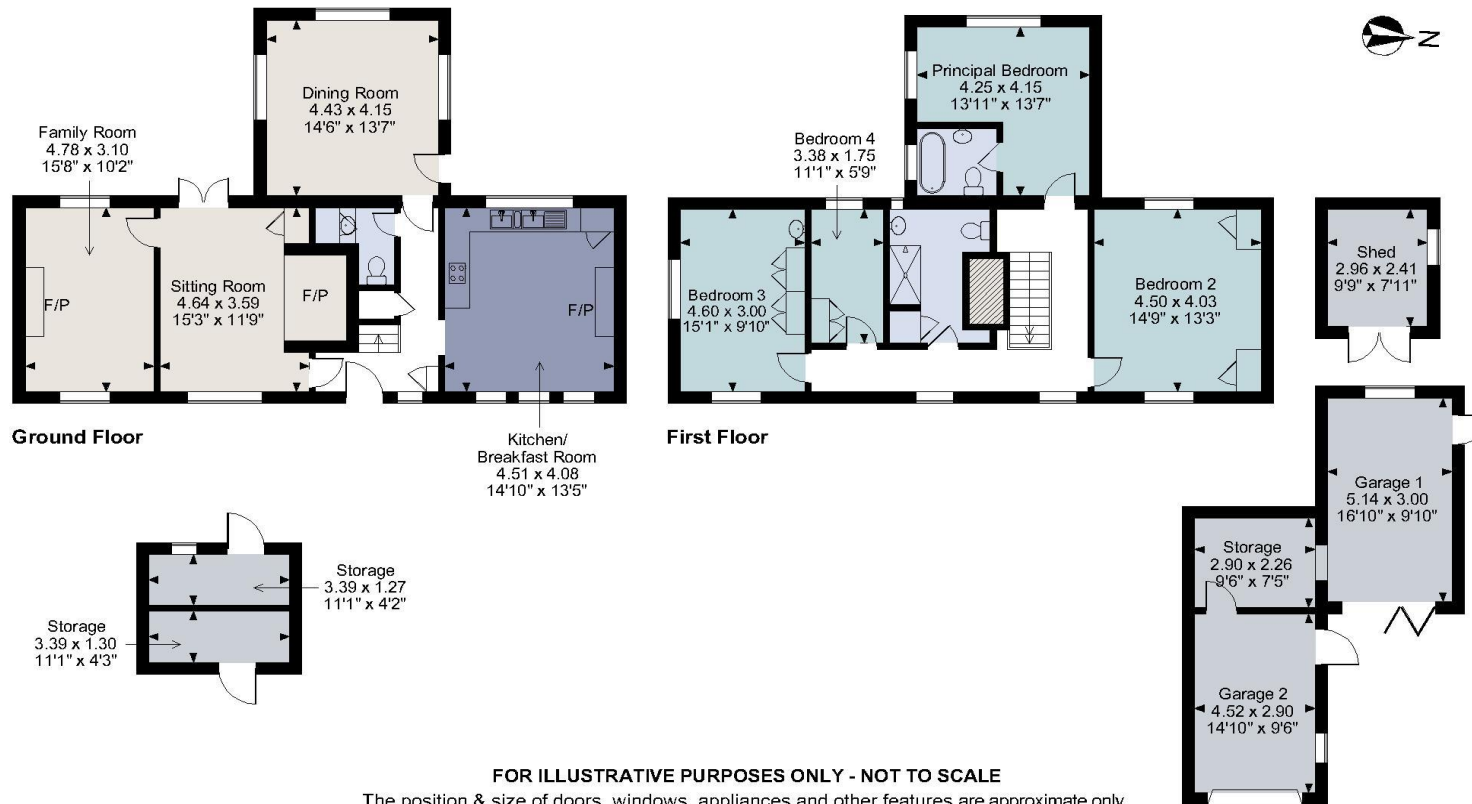 N
Dining Room
4.43 x 4.15
14'6" x 13'7"
Family Room
4.78 x 3.10
15'8" x 10'2"
F/P
Sitting Room
4.64 x 3.59
15'3" x 11'9"
F/P
F/P
Kitchen/
Breakfast Room
4.51 x 4.08
14'10" x 13'5"
Ground Floor
Principal Bedroom
4.25 x 4.15
13'11" x 13'7"
Bedroom 4
3.38 x 1.75
11'1" x 5'9"
Bedroom 3
4.60 x 3.00
15'1" x 9'10"
Bedroom 2
4.50 x 4.03
14'9" x 13'3"
First Floor
Shed
2.96 x 2.41
9'9" x 7'11"
Garage 1
5.14 x 3.00
16'10" x 9'10"
Storage
2.90 x 2.26
9'6" x 7'5"
Garage 2
4.52 x 2.90
14'10" x 9'6"
Storage
3.39 x 1.27
11'1" x 4'2"
Storage
3.39 x 1.30
11'1" x 4'3"
FOR ILLUSTRATIVE PURPOSES ONLY - NOT TO SCALE
The position & size of doors, windows, appliances and other features are approximate only.